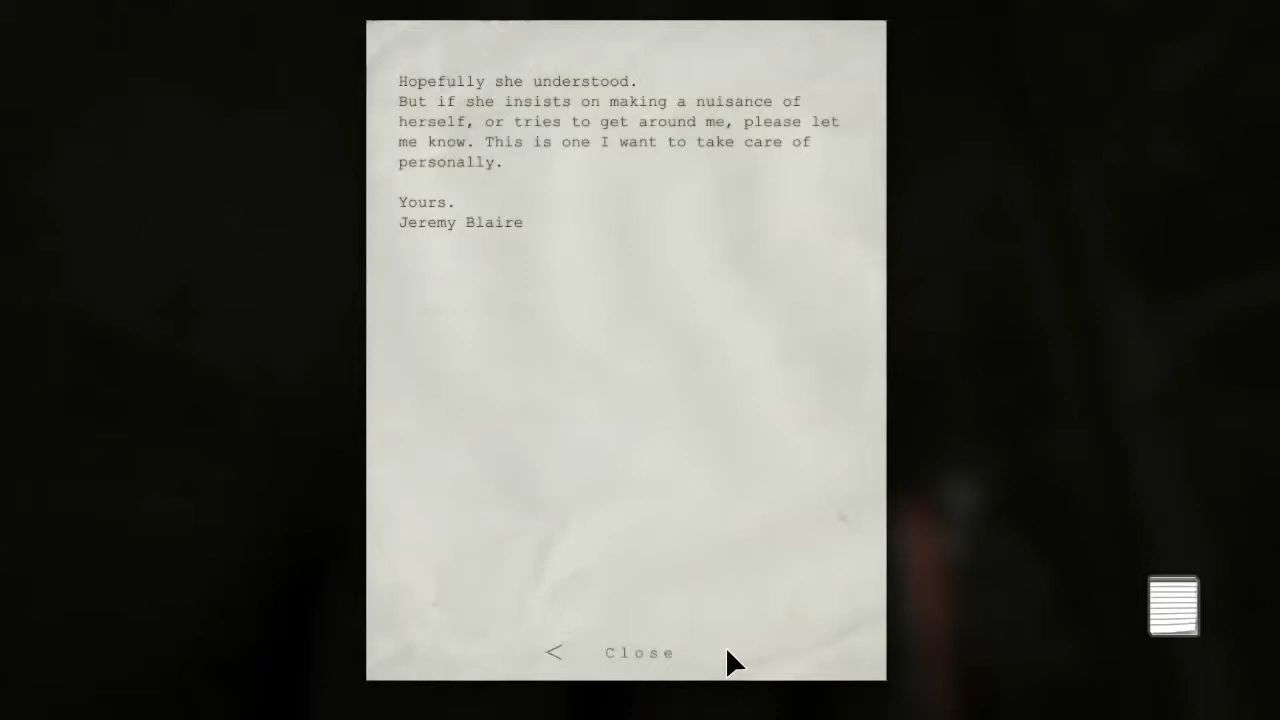 Hopefully she understood.
But if she insists on making a nuisance of
herself, or tries to get around me, please let
me know. This is one I want to take care of
personally.
Yours.
Jeremy Blaire
< Close